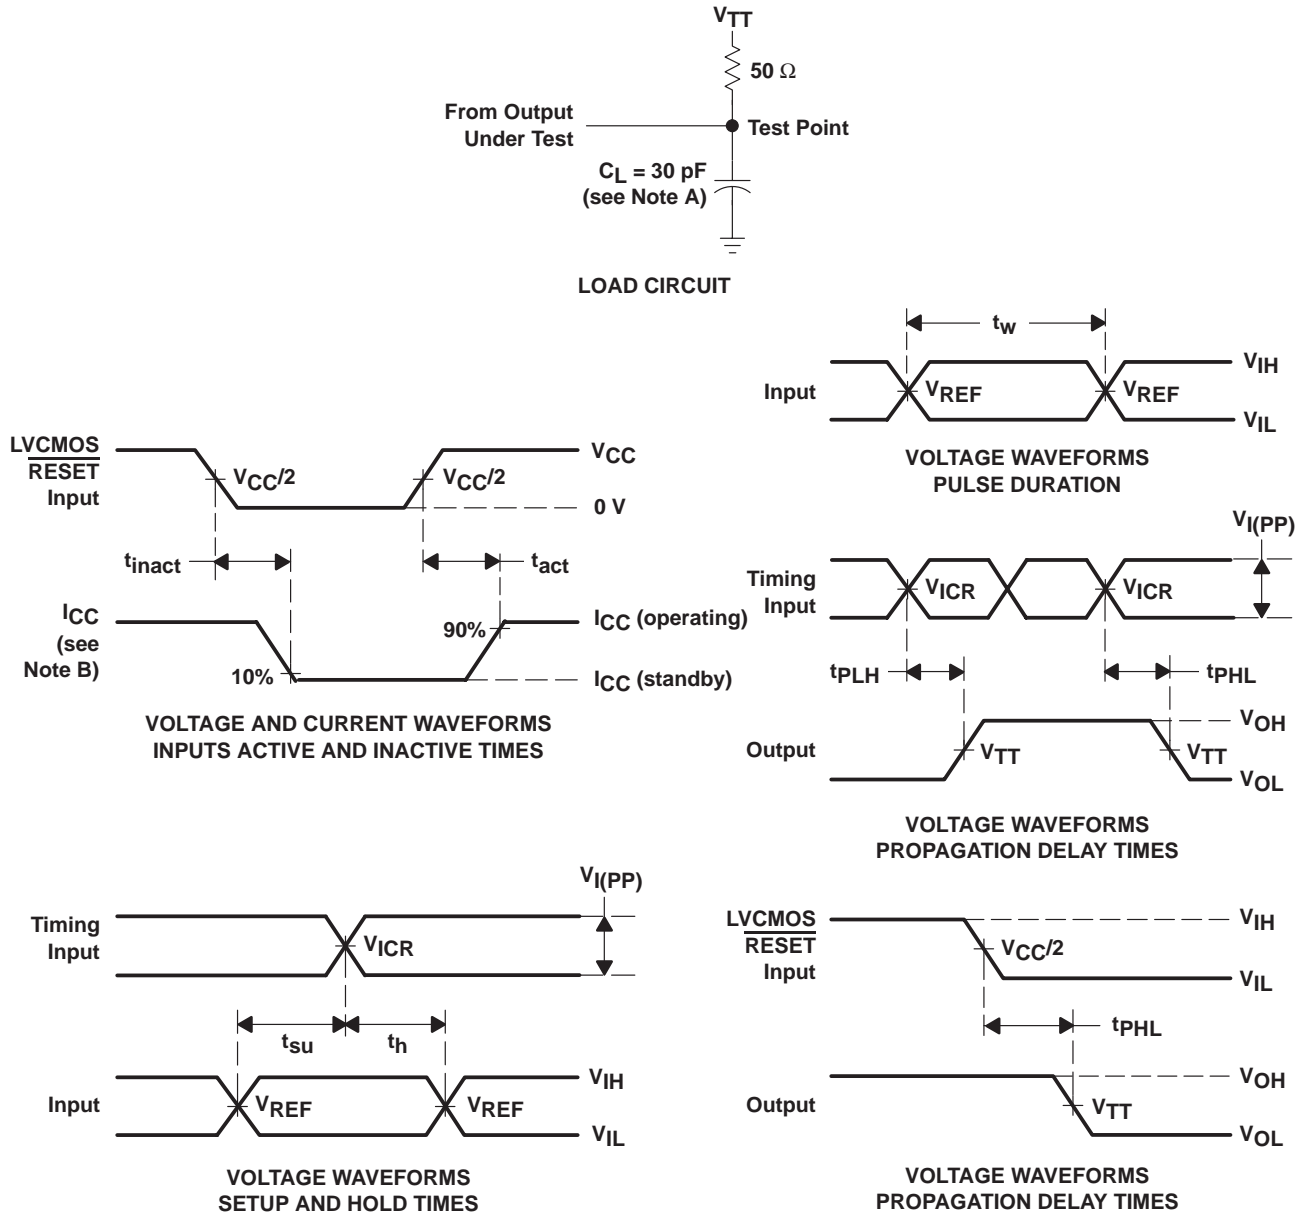 VTT
50 Ω
From Output
Under Test
Test Point
CL = 30 pF
(see Note A)
LOAD CIRCUIT
tw
Input
VREF
VREF
VIH
VIL
VOLTAGE WAVEFORMS
PULSE DURATION
LVCMOS
RESET
Input
VCC/2
VCC/2
VCC
0 V
tinact
tact
ICC
(see
Note B)
10%
90%
ICC (operating)
ICC (standby)
VOLTAGE AND CURRENT WAVEFORMS
INPUTS ACTIVE AND INACTIVE TIMES
VI(PP)
Timing
Input
VICR
VICR
tPLH
tPHL
Output
VTT
VTT
VOH
VOL
VOLTAGE WAVEFORMS
PROPAGATION DELAY TIMES
VI(PP)
Timing
Input
VICR
tsu
th
Input
VREF
VREF
VIH
VIL
VOLTAGE WAVEFORMS
SETUP AND HOLD TIMES
LVCMOS
RESET
Input
VCC/2
VIH
VIL
tPHL
Output
VTT
VOH
VOL
VOLTAGE WAVEFORMS
PROPAGATION DELAY TIMES